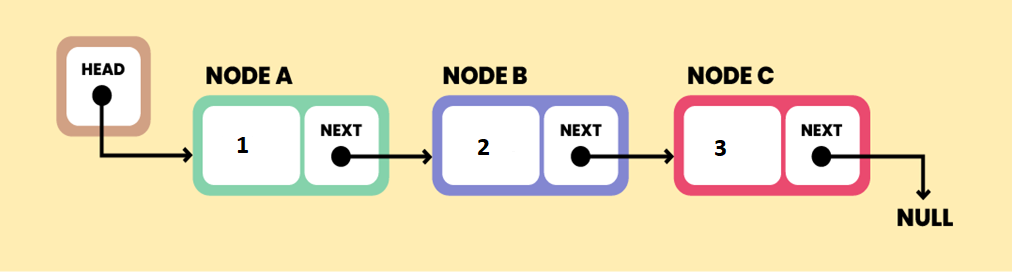 HEAD
NODE A
1
NEXT
NODE B
2
NEXT
NODE C
3
NEXT
NULL